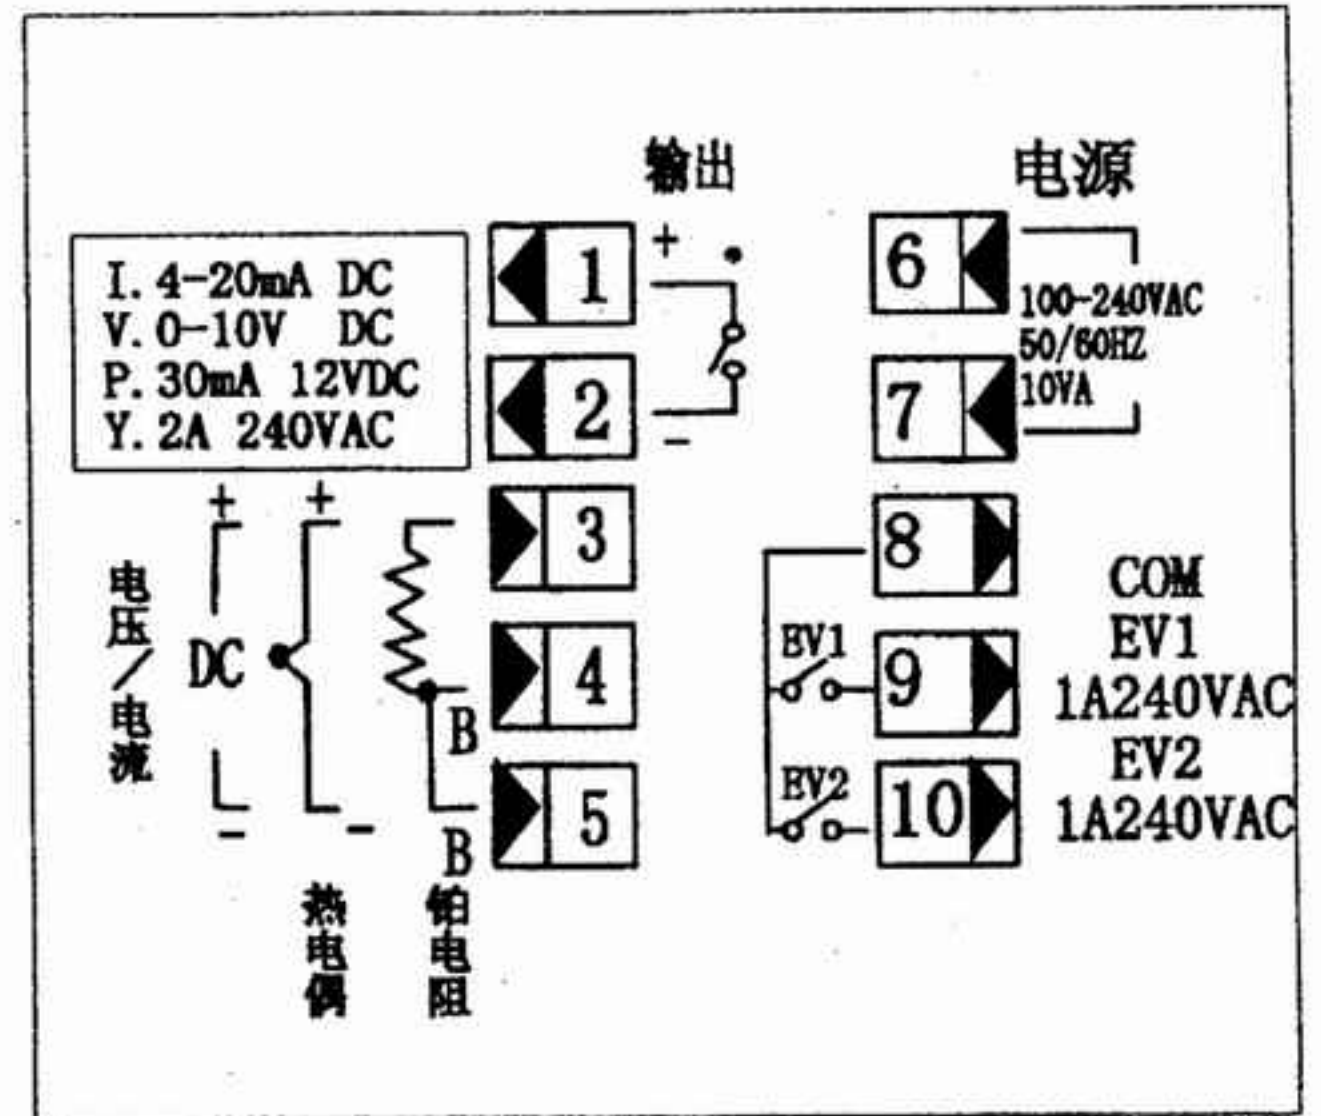 输出
电源
I. 4-20mA DC
V. 0-10V DC
P. 30mA 12VDC
Y. 2A 240VAC
1
+
2
-
3
4
5
6
7
100-240VAC
50/60HZ
10VA
8
9
10
EV1
EV2
COM
EV1
1A240VAC
EV2
1A240VAC
+
+
电压/电流
DC
-
-
B
B
热电偶
铂电阻